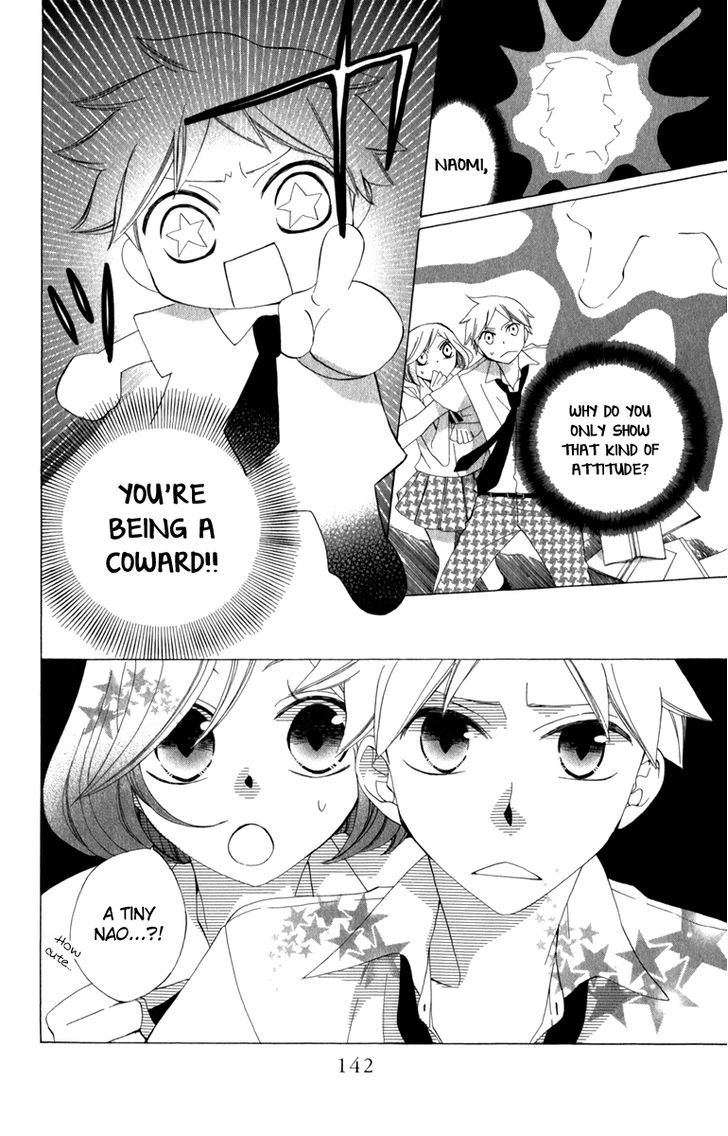 NAOMI,
WHY DO YOU
ONLY SHOW
THAT KIND OF
ATTITUDE?
YOU'RE
BEING A
COWARD!!
A TINY
NAO...?!
How
cute..
142